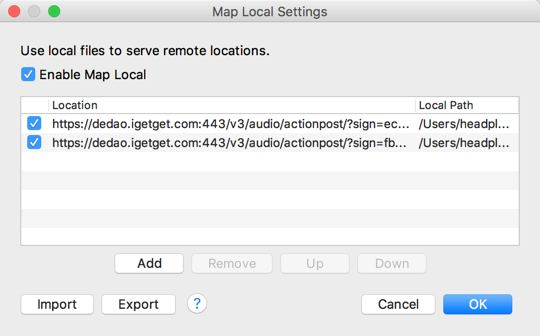 Map Local Settings
Use local files to serve remote locations.
Enable Map Local
Location Local Path
https://dedao.igetget.com:443/v3/audio/actionpost/?sign=ec... /Users/headpl...
https://dedao.igetget.com:443/v3/audio/actionpost/?sign=fb... /Users/headpl...
Add Remove Up Down
Import Export ? Cancel OK